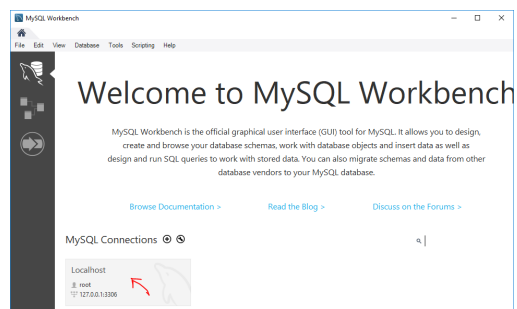 MySQL Workbench
File Edit View Database Tools Scripting Help
Welcome to MySQL Workbench
MySQL Workbench is the official graphical user interface (GUI) tool for MySQL. It allows you to design,
create and browse your database schemas, work with database objects and insert data as well as
design and run SQL queries to work with stored data. You can also migrate schemas and data from other
database vendors to your MySQL database.
Browse Documentation > Read the Blog > Discuss on the Forums >
MySQL Connections
Localhost
root
127.0.0.1:3306